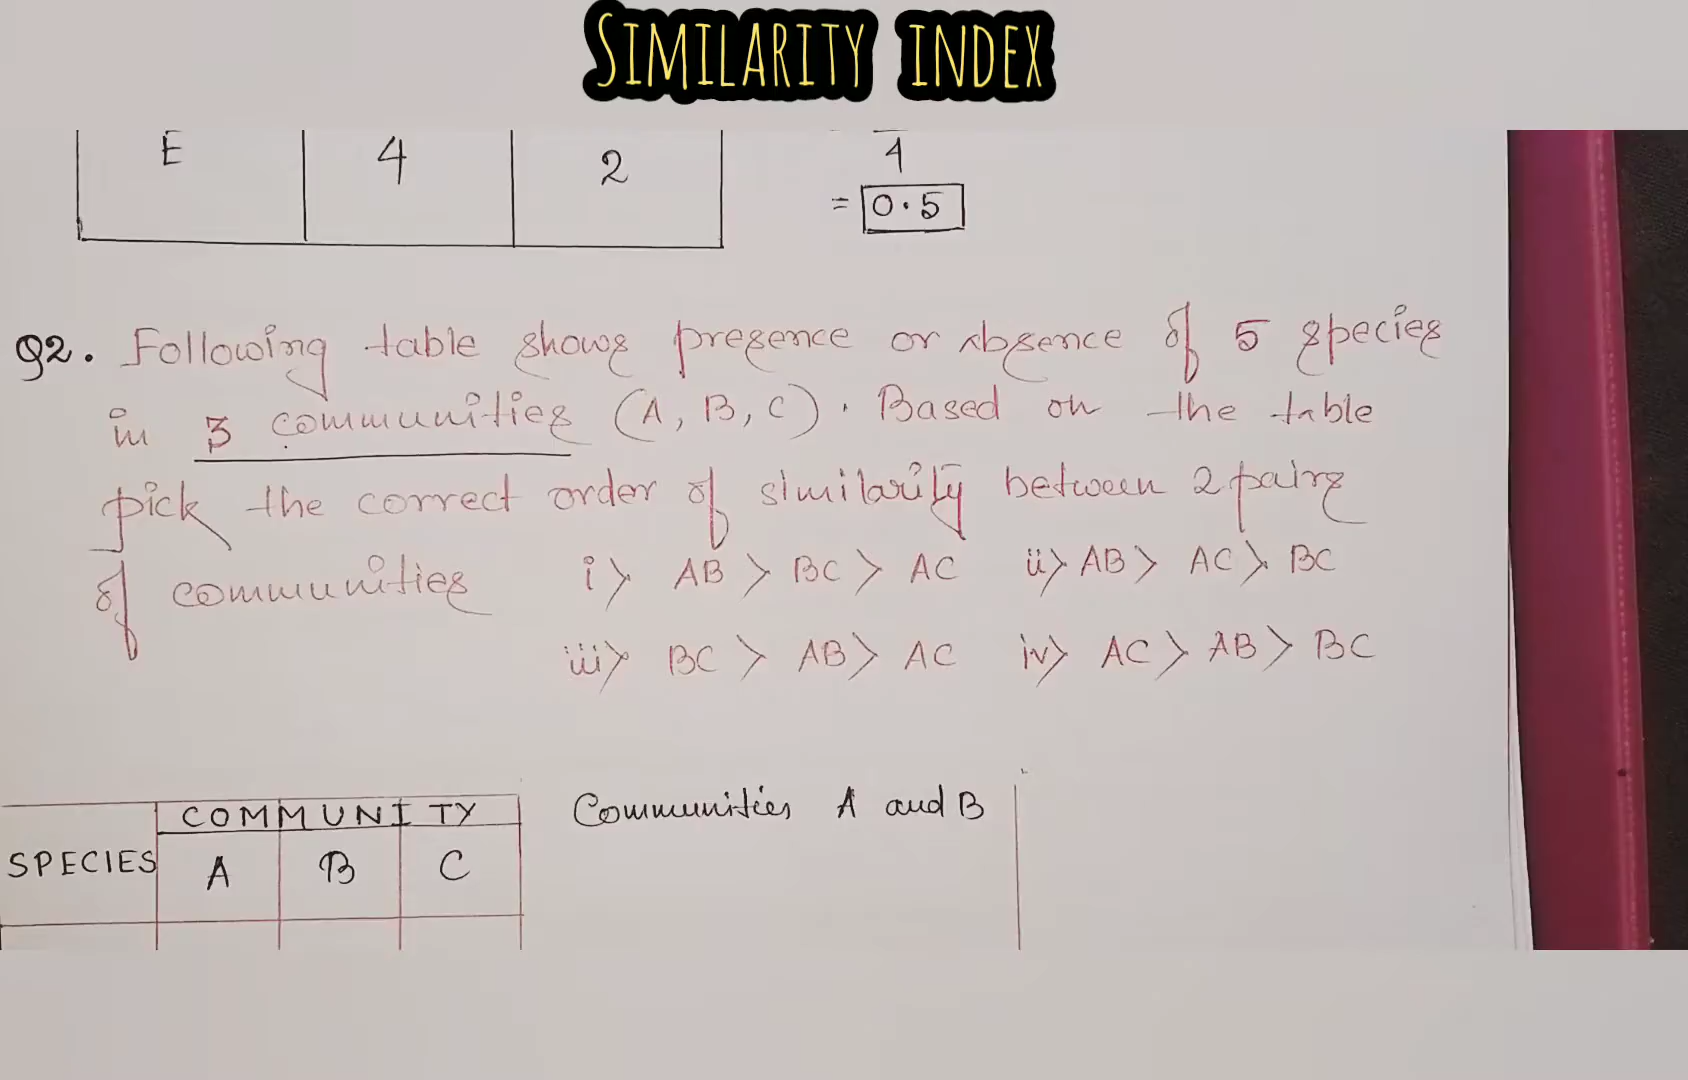 SIMILARITY INDEX
E 4 2
4
= 0.5
Q2. Following table shows presence or absence of 5 species
in 3 communities (A, B, C). Based on the table
pick the correct order of similarity between 2 pairs
of communities i> AB > BC > AC ii> AB > AC > BC
iii> BC > AB > AC iv> AC > AB > BC
COMMUNITY Communities A and B
SPECIES A B C